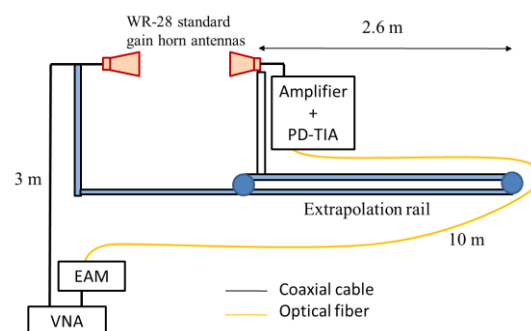 WR-28 standard
gain horn antennas
2.6 m
Amplifier
+
PD-TIA
3 m
Extrapolation rail
10 m
EAM
VNA
Coaxial cable
Optical fiber